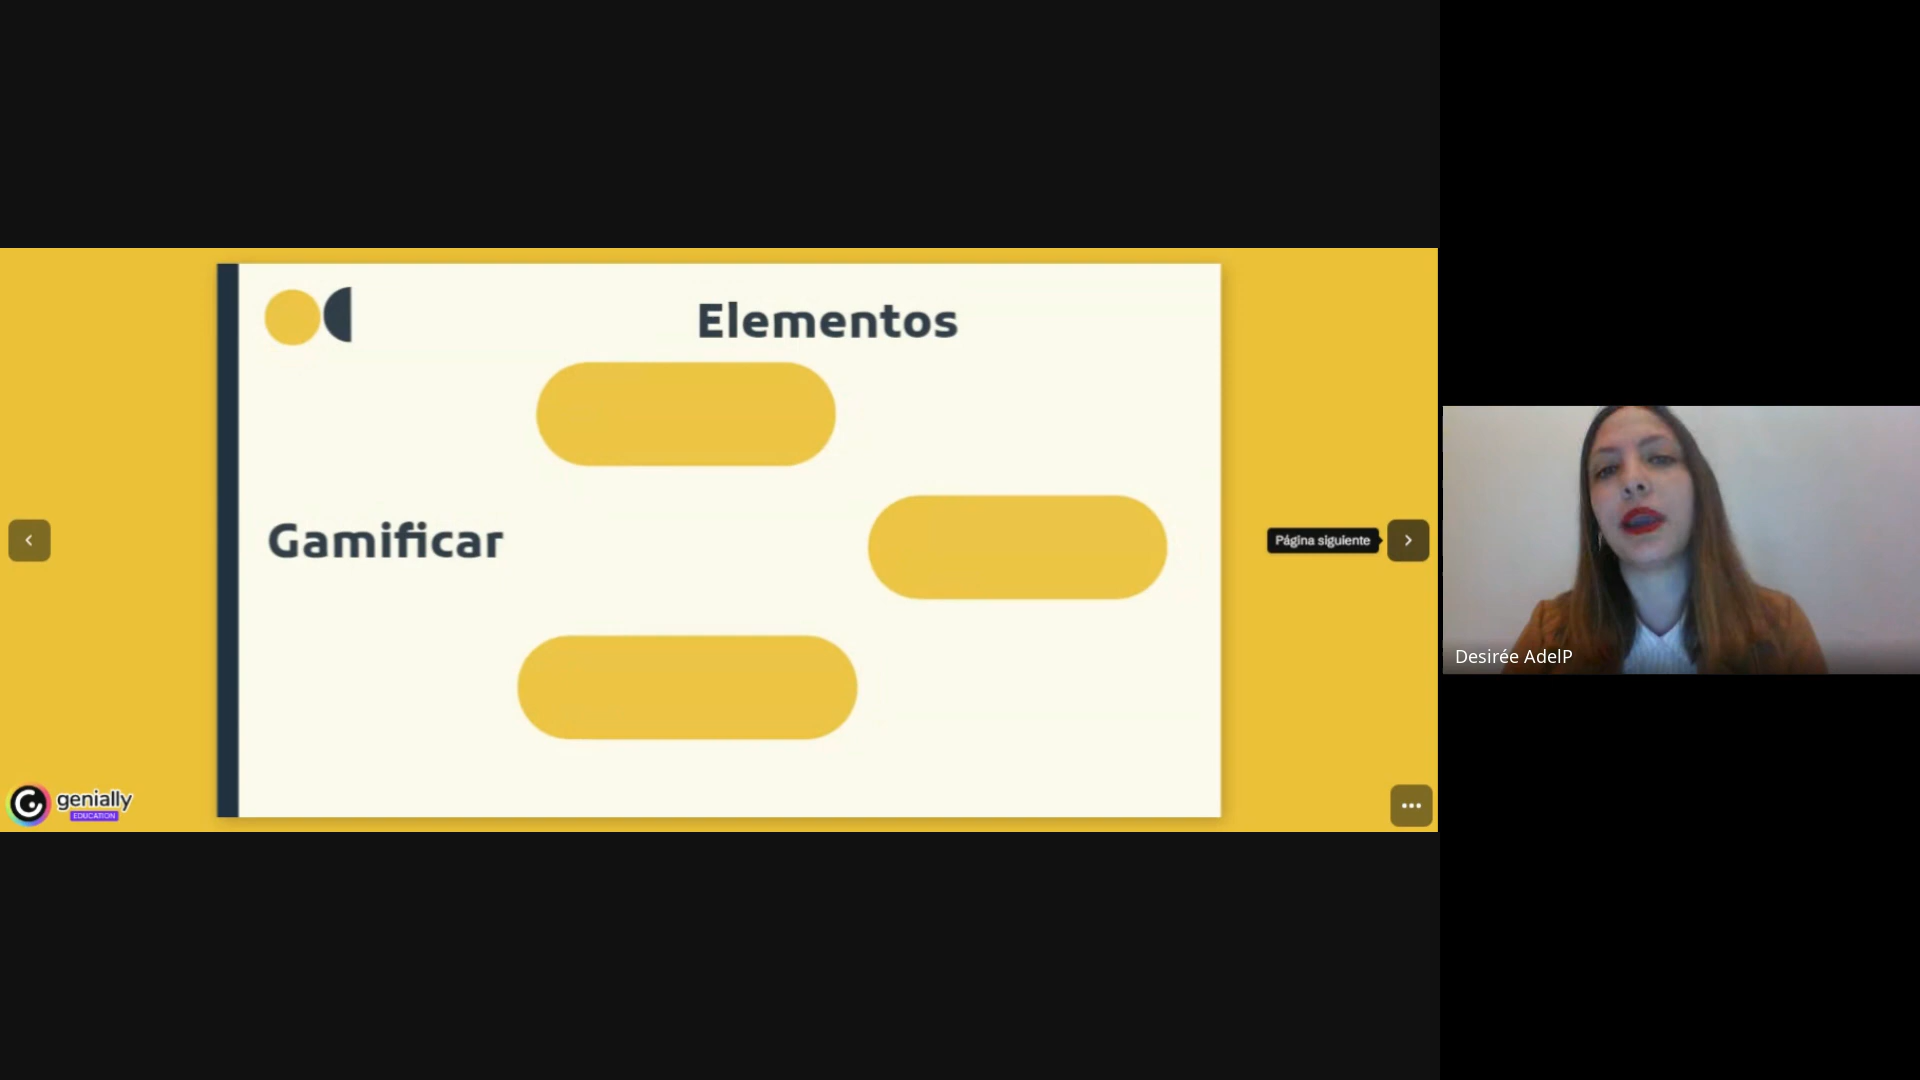 Elementos
Gamificar
Página siguiente
genially
EDUCATION
Desirée AdelP